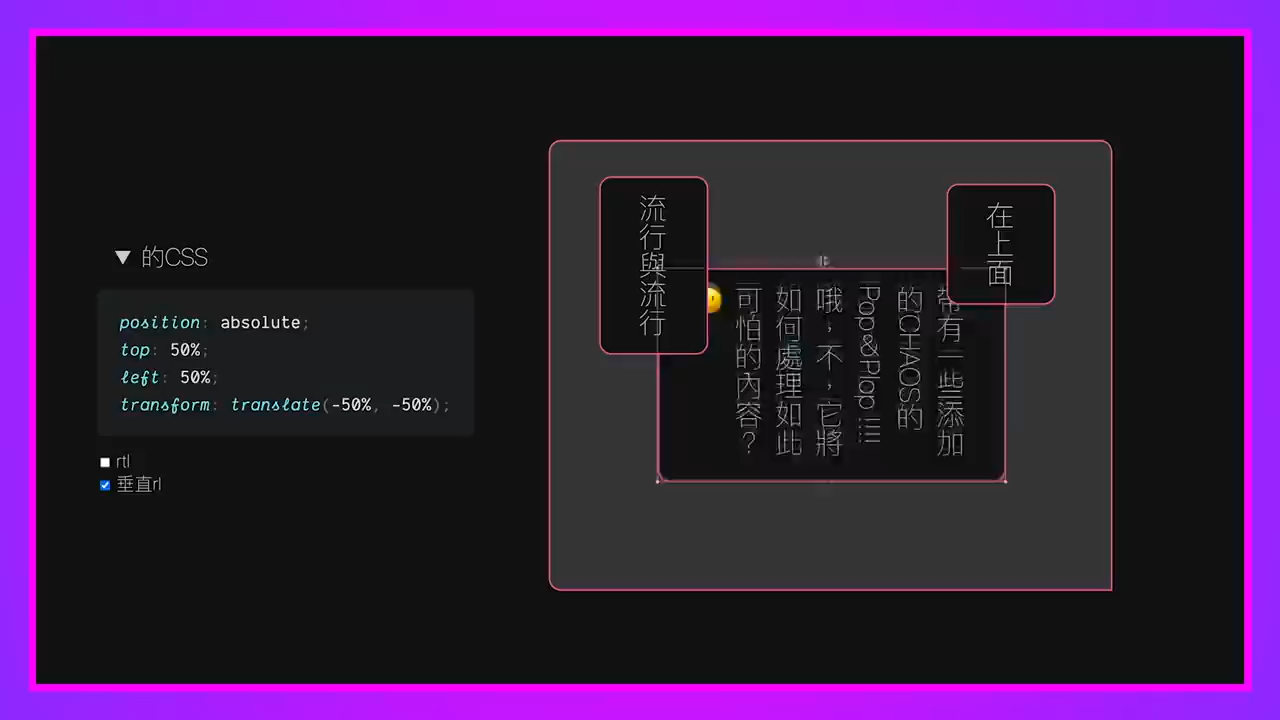 ▼ 的CSS
position: absolute;
top: 50%;
left: 50%;
transform: translate(-50%, -50%);
rtl
垂直rl
流行與流行
在上面
帶有一些添加
的CHAOS的
Pop&Plop !!!!
哦，不，它將
如何處理如此
可怕的內容？